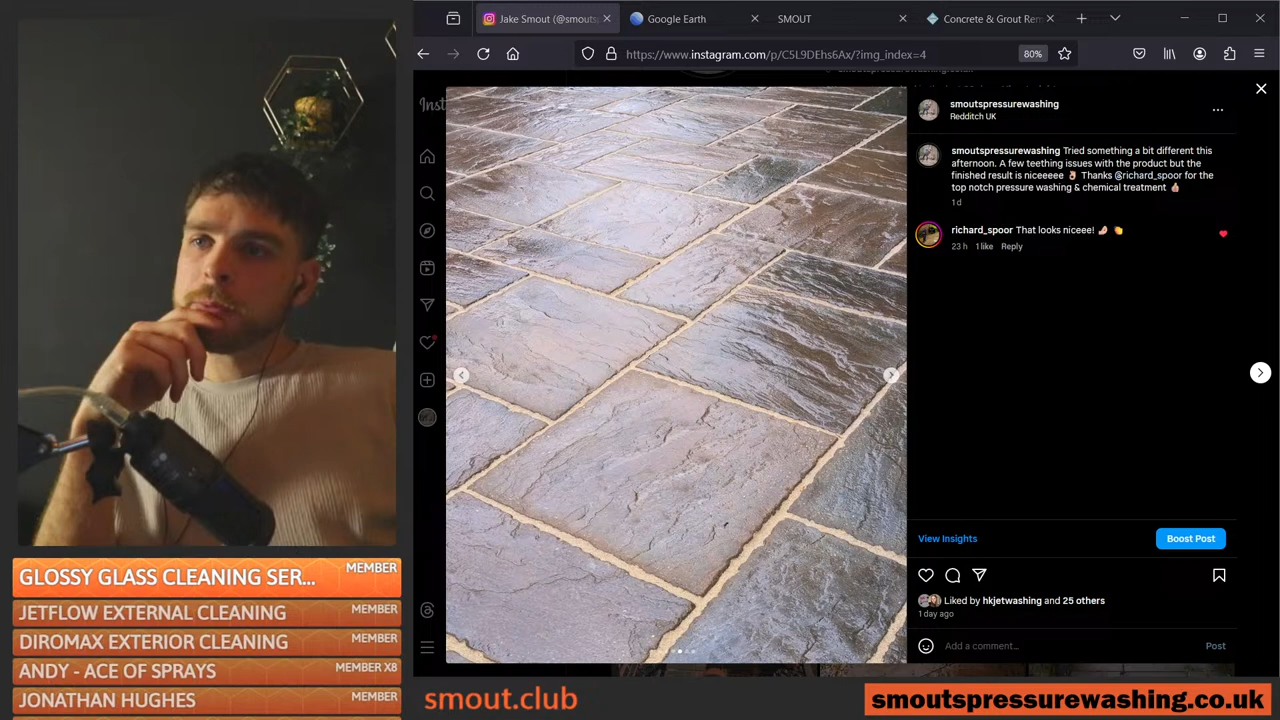 Jake Smout (@smouts
Google Earth
SMOUT
Concrete & Grout Rem
https://www.instagram.com/p/C5L9DEhs6Ax/?img_index=4
80%
Inst
smoutspressurewashing
Redditch UK
smoutspressurewashing Tried something a bit different this
afternoon. A few teething issues with the product but the
finished result is niceeeee 👌🏼 Thanks @richard_spoor for the
top notch pressure washing & chemical treatment 👍🏼
1d
richard_spoor That looks niceee! 🤌🏼 👏
23 h 1 like Reply
View Insights
Boost Post
Liked by hkjetwashing and 25 others
1 day ago
Add a comment...
Post
GLOSSY GLASS CLEANING SER... MEMBER
JETFLOW EXTERNAL CLEANING MEMBER
DIROMAX EXTERIOR CLEANING MEMBER
ANDY - ACE OF SPRAYS MEMBER X8
JONATHAN HUGHES MEMBER
smout.club
smoutspressurewashing.co.uk